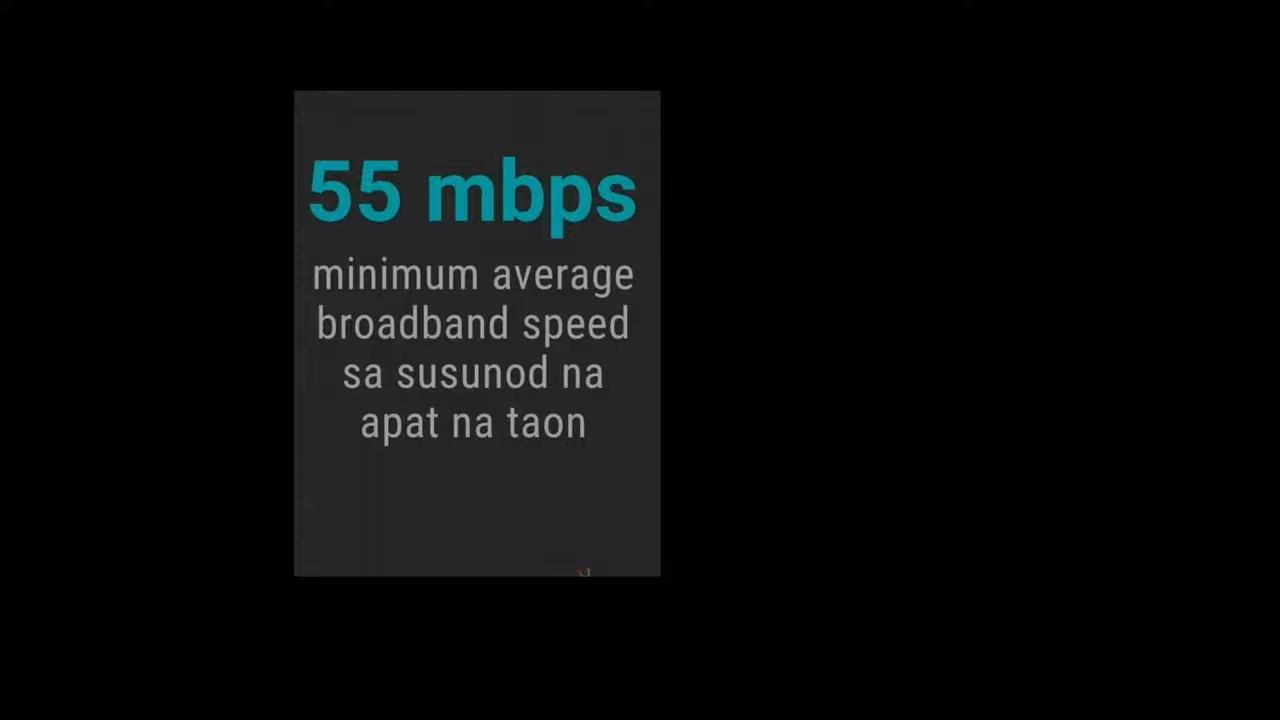 55 mbps
minimum average
broadband speed
sa susunod na
apat na taon